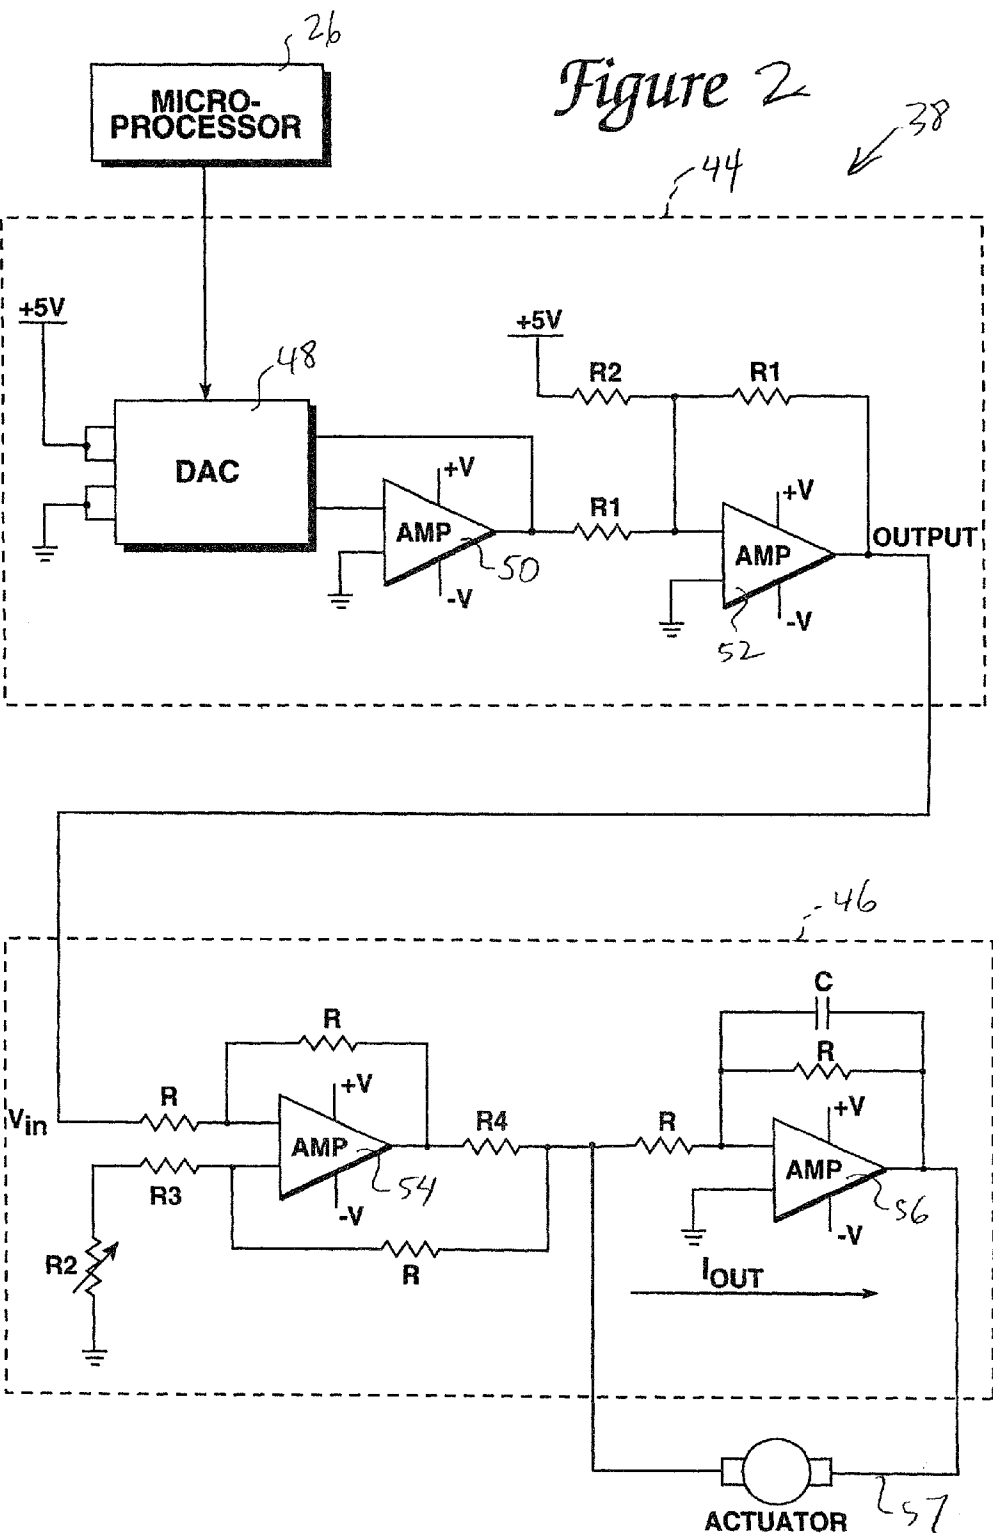 26
MICRO-
PROCESSOR
Figure 2
38
44
+5V
+5V
48
R2
R1
DAC
+V
AMP
50
-V
R1
+V
AMP
52
-V
OUTPUT
46
C
R
R
+V
Vin
R
AMP
54
-V
R4
R
+V
AMP
56
-V
R3
R2
R
IOUT
ACTUATOR
57